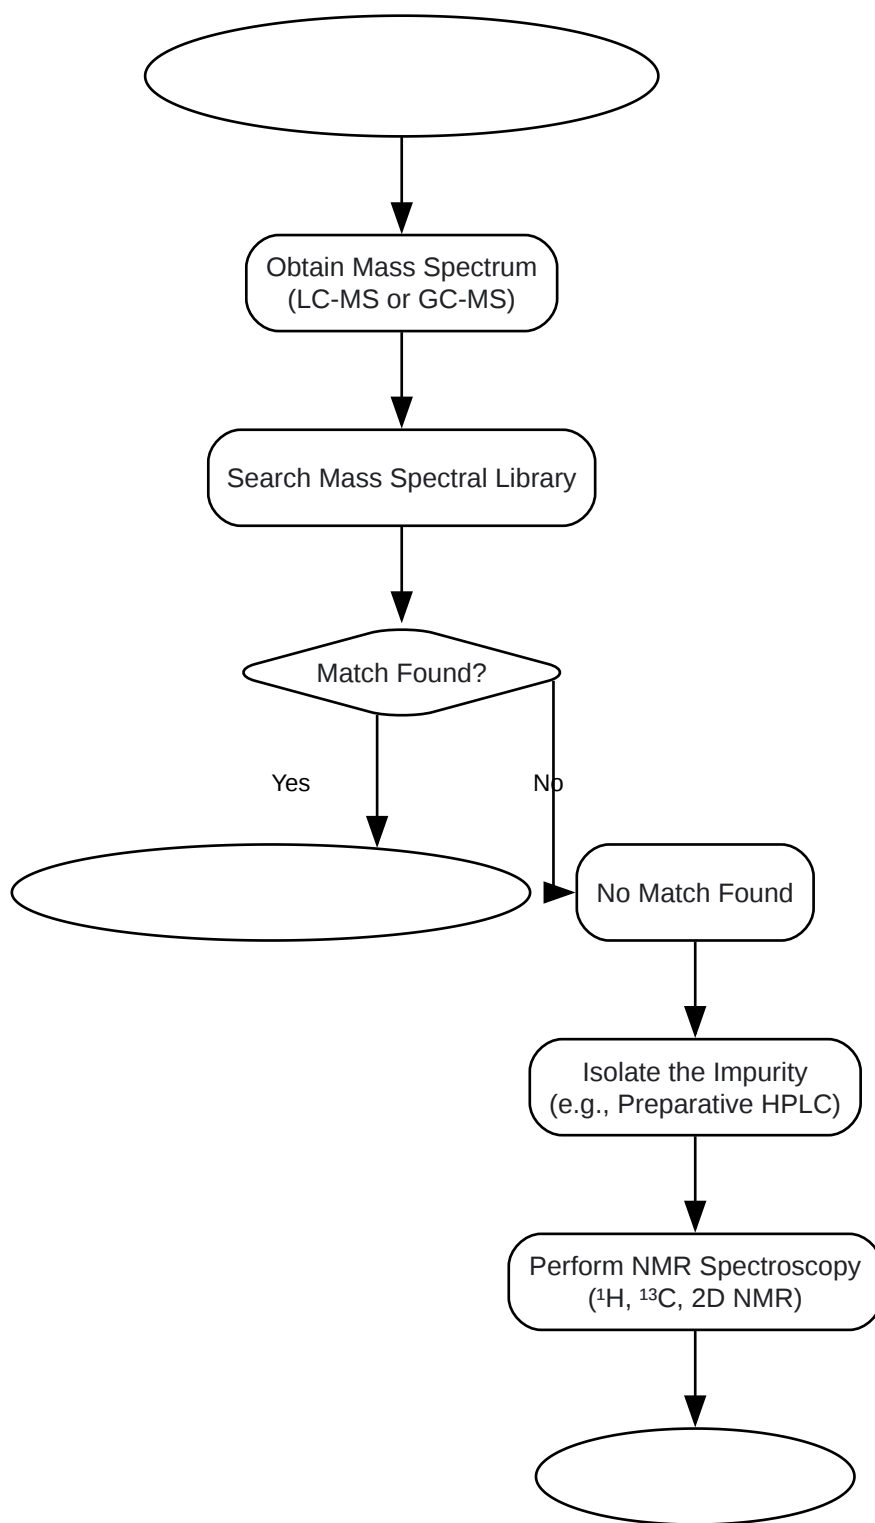 Obtain Mass Spectrum
(LC-MS or GC-MS)
Search Mass Spectral Library
Match Found?
Yes
No
No Match Found
Isolate the Impurity
(e.g., Preparative HPLC)
Perform NMR Spectroscopy
(¹H, ¹³C, 2D NMR)